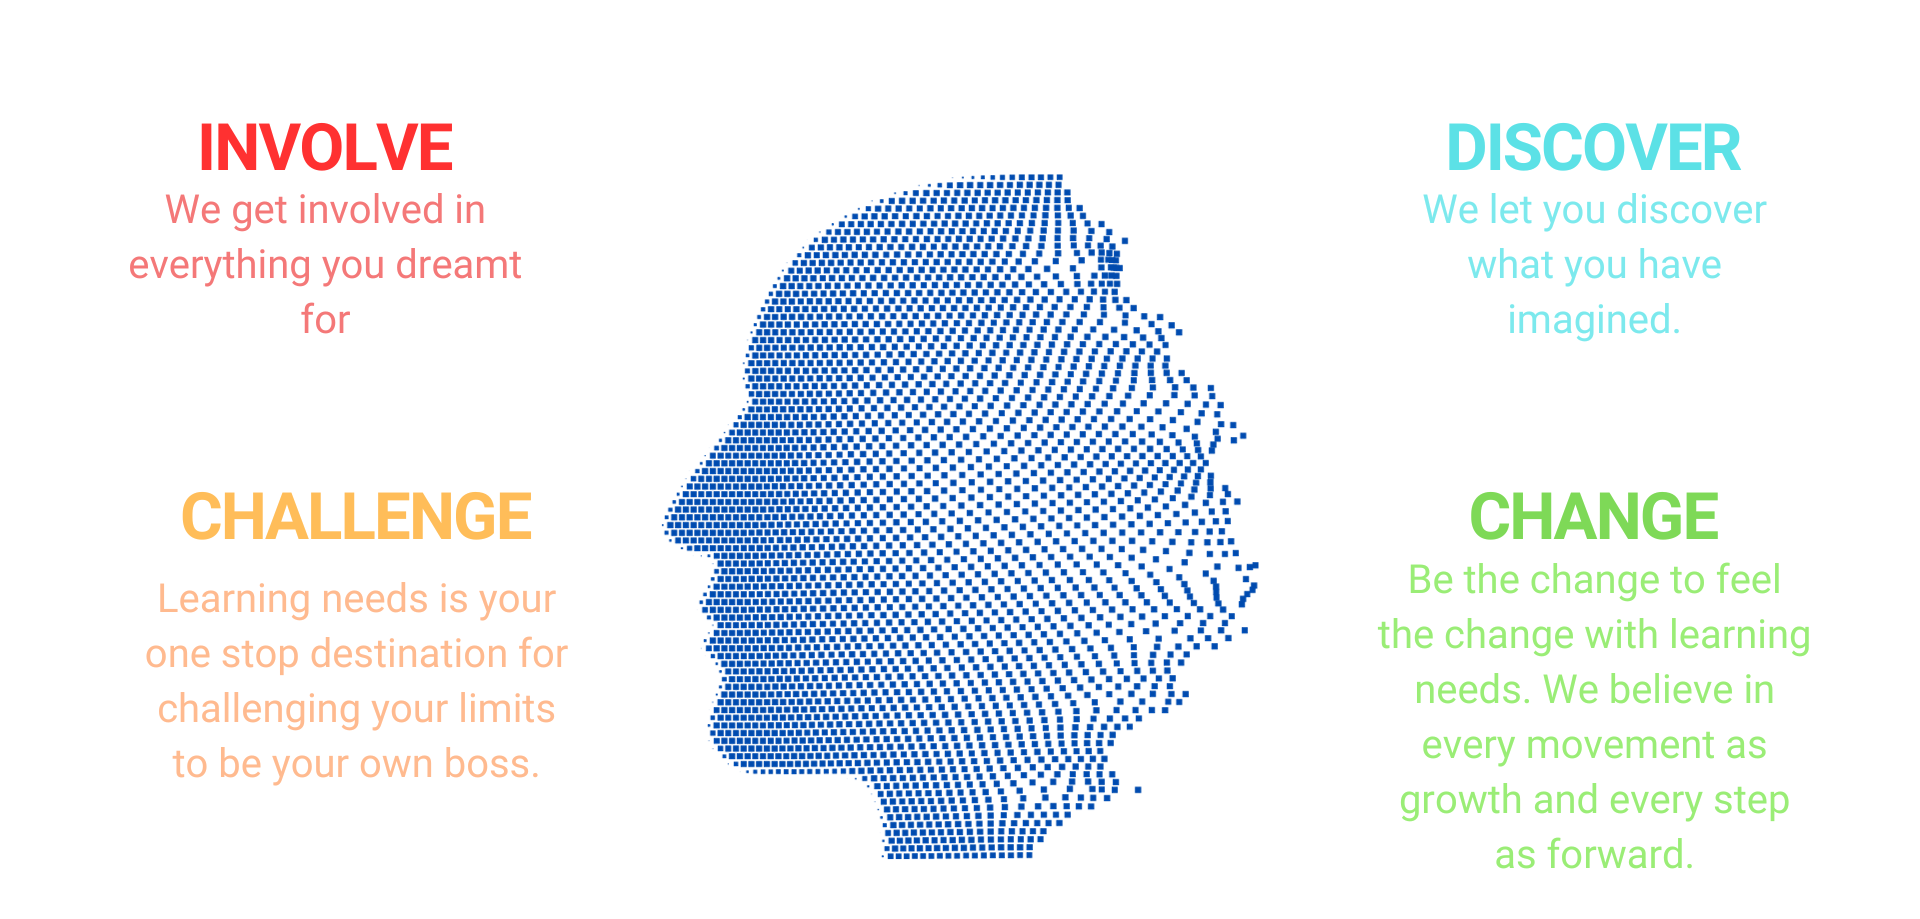 INVOLVE
We get involved in
everything you dreamt
for
CHALLENGE
Learning needs is your
one stop destination for
challenging your limits
to be your own boss.
DISCOVER
We let you discover
what you have
imagined.
CHANGE
Be the change to feel
the change with learning
needs. We believe in
every movement as
growth and every step
as forward.